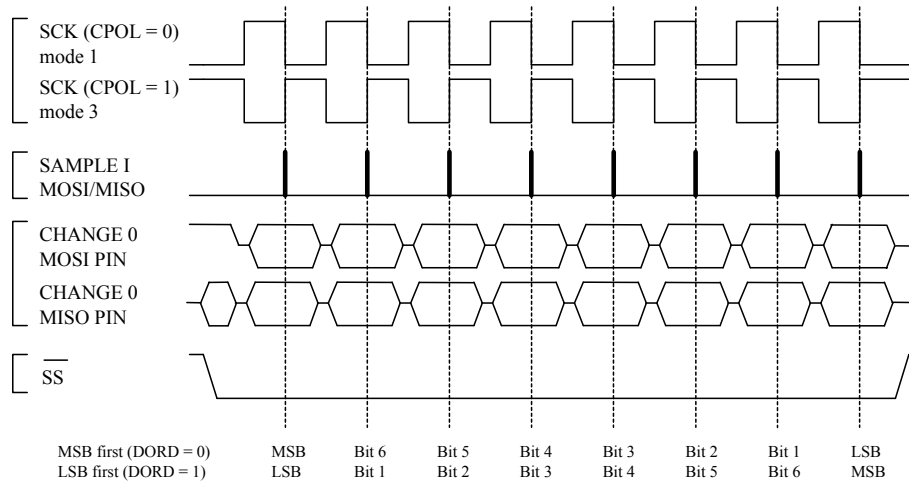 SCK (CPOL = 0)
mode 1
SCK (CPOL = 1)
mode 3
SAMPLE I
MOSI/MISO
CHANGE 0
MOSI PIN
CHANGE 0
MISO PIN
SS
MSB first (DORD = 0) MSB Bit 6 Bit 5 Bit 4 Bit 3 Bit 2 Bit 1 LSB
LSB first (DORD = 1) LSB Bit 1 Bit 2 Bit 3 Bit 4 Bit 5 Bit 6 MSB